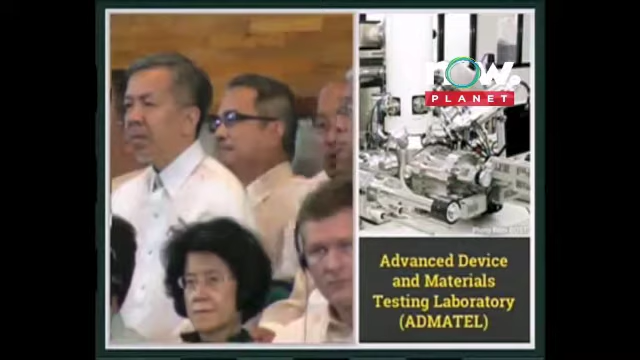 now.
PLANET
Advanced Device
and Materials
Testing Laboratory
(ADMATEL)